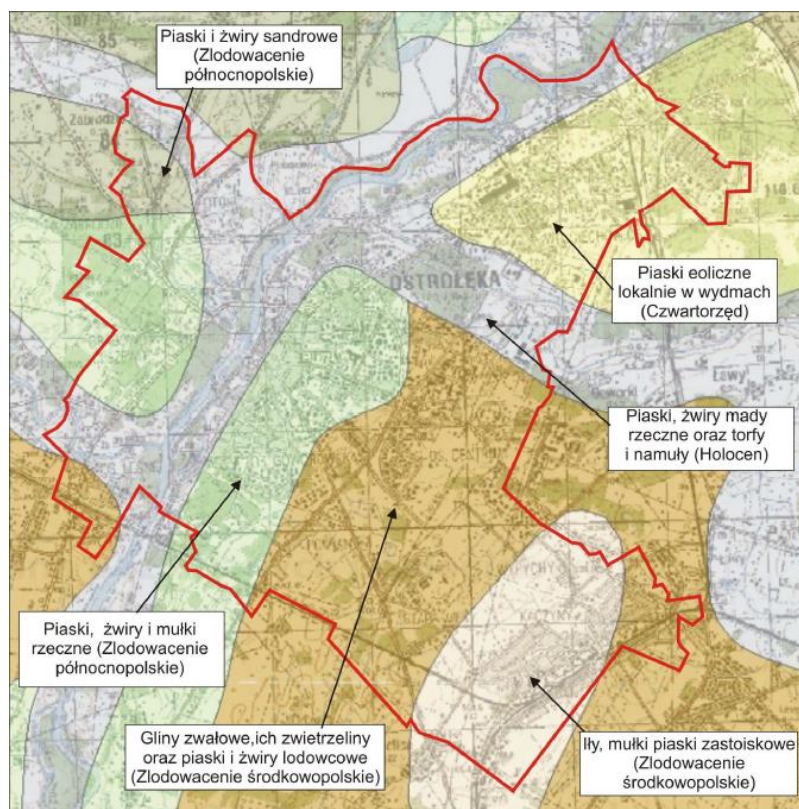 Piaski i żwiry sandrowe
(Zlodowacenie
północnopolskie)
OSTROŁĘKA
Piaski eoliczne
lokalnie w wydmach
(Czwartorzęd)
Ławy
Piaski, żwiry mady
rzeczne oraz torfy
i namuły (Holocen)
Piaski, żwiry i mułki
rzeczne (Zlodowacenie
północnopolskie)
Gliny zwałowe,ich zwietrzeliny
oraz piaski i żwiry lodowcowe
(Zlodowacenie środkowopolskie)
Iły, mułki piaski zastoiskowe
(Zlodowacenie
środkowopolskie)